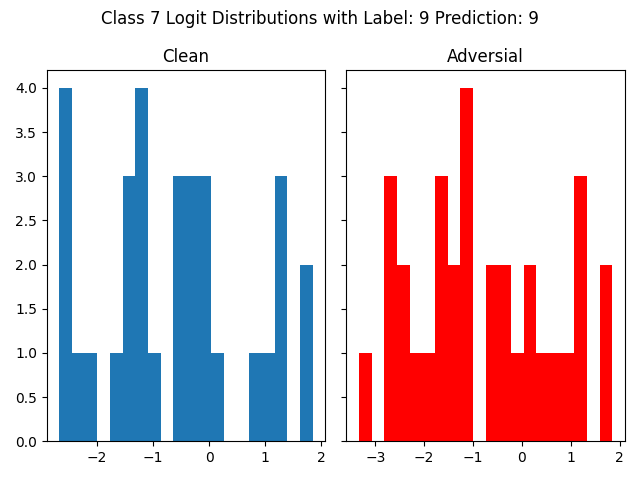 Class 7 Logit Distributions with Label: 9 Prediction: 9
Clean
Adversial
4.0
3.5
3.0
2.5
2.0
1.5
1.0
0.5
0.0
−2 −1 0 1 2
−3 −2 −1 0 1 2